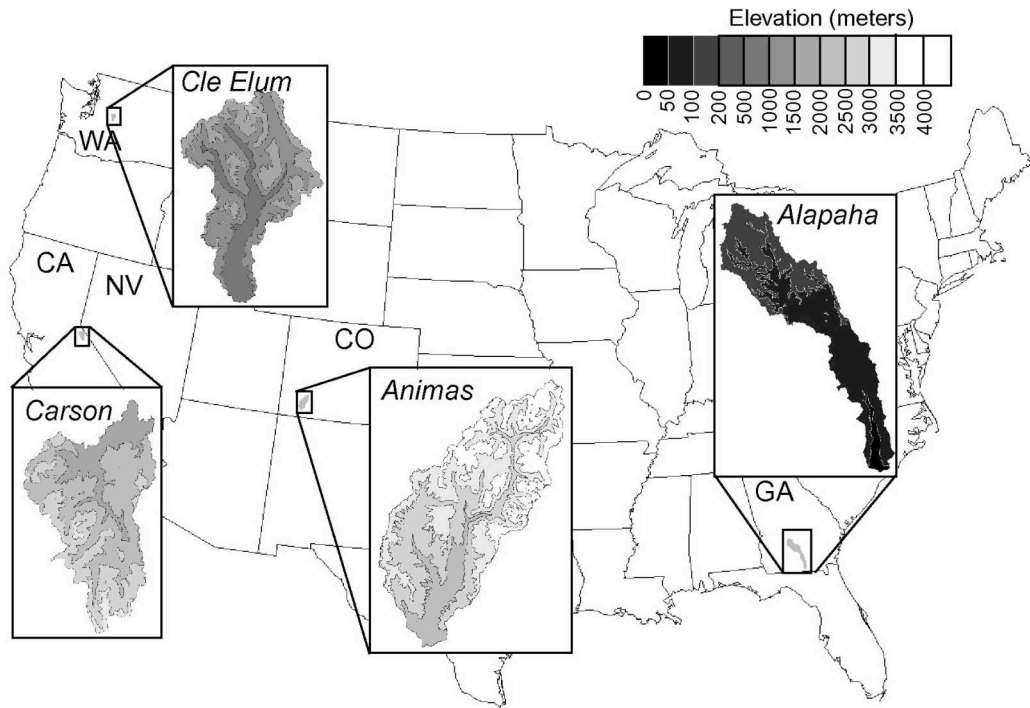 Elevation (meters)
0
50
100
200
500
1000
1500
2000
2500
3000
3500
4000
Cle Elum
WA
Alapaha
CA
NV
CO
Carson
Animas
GA